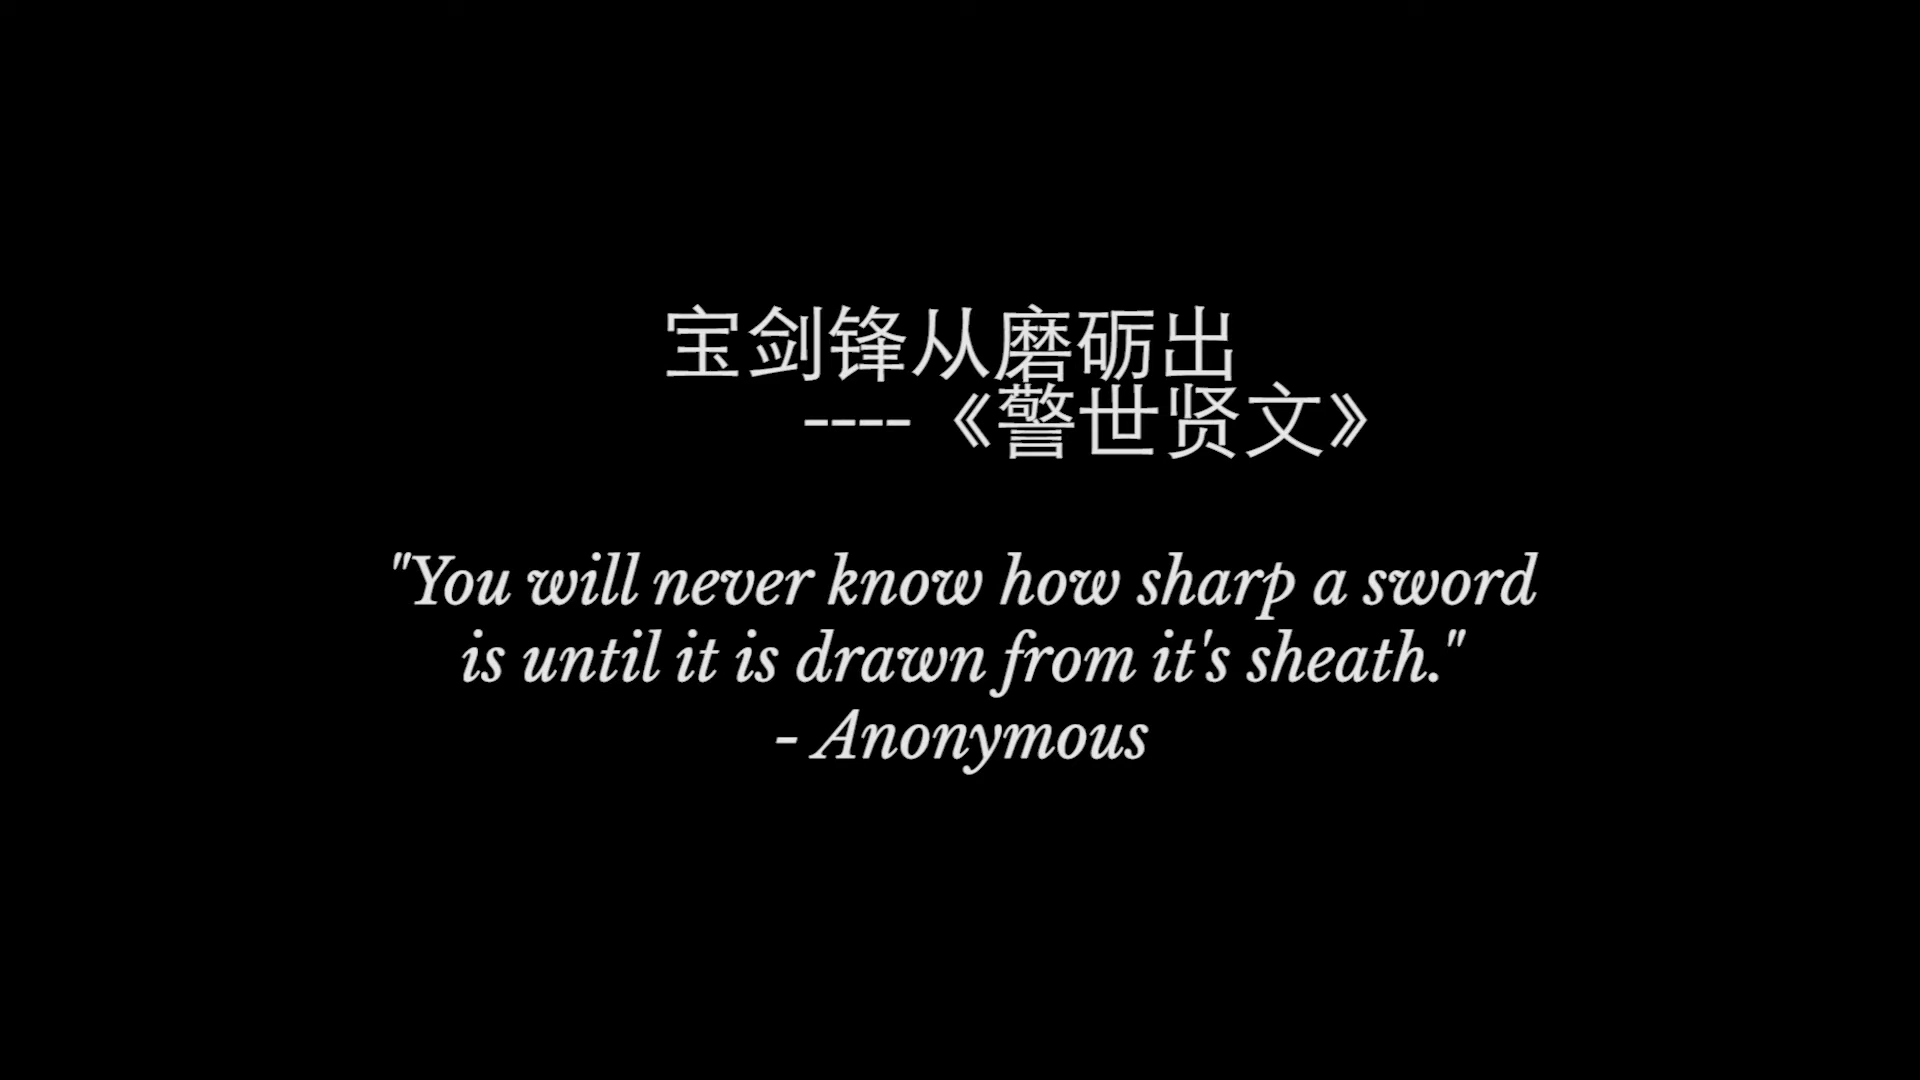 宝剑锋从磨砺出
----《警世贤文》
"You will never know how sharp a sword
is until it is drawn from it's sheath."
- Anonymous